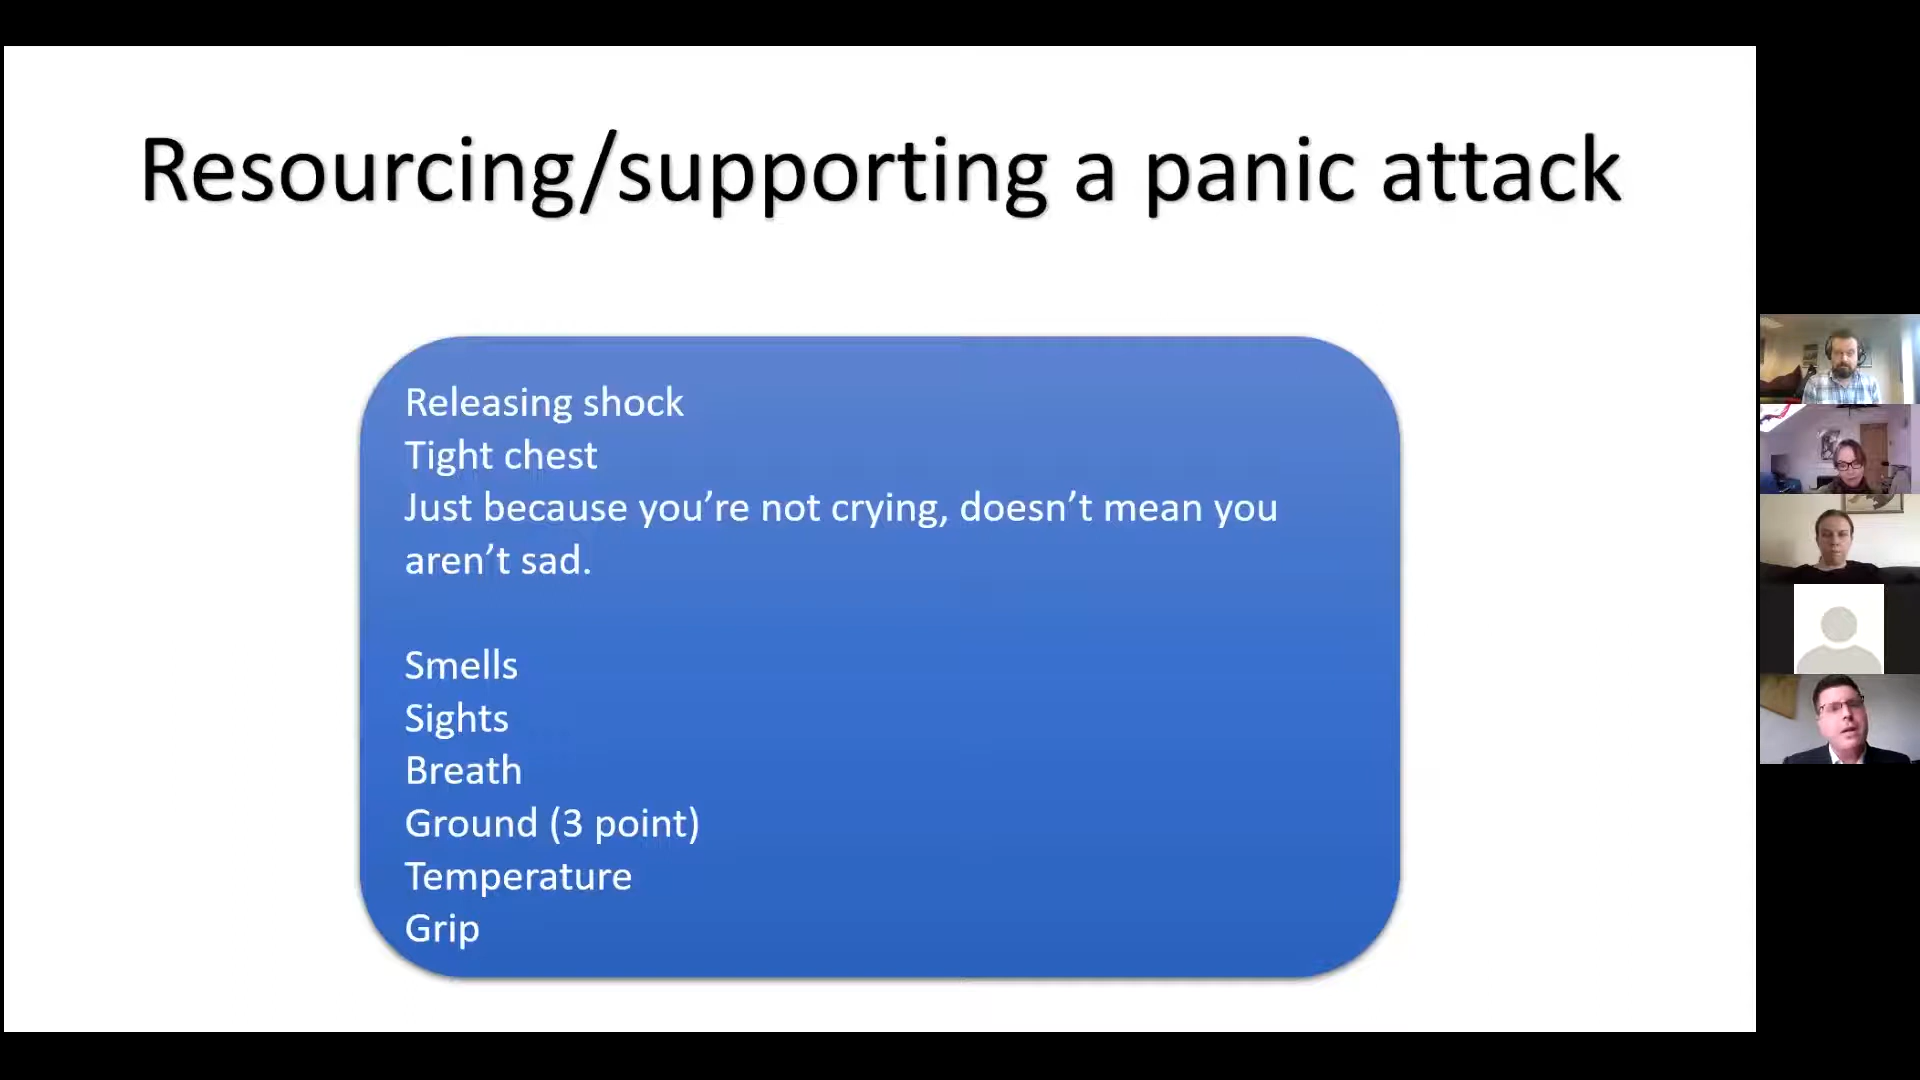 Resourcing/supporting a panic attack
Releasing shock
Tight chest
Just because you’re not crying, doesn’t mean you
aren’t sad.
Smells
Sights
Breath
Ground (3 point)
Temperature
Grip